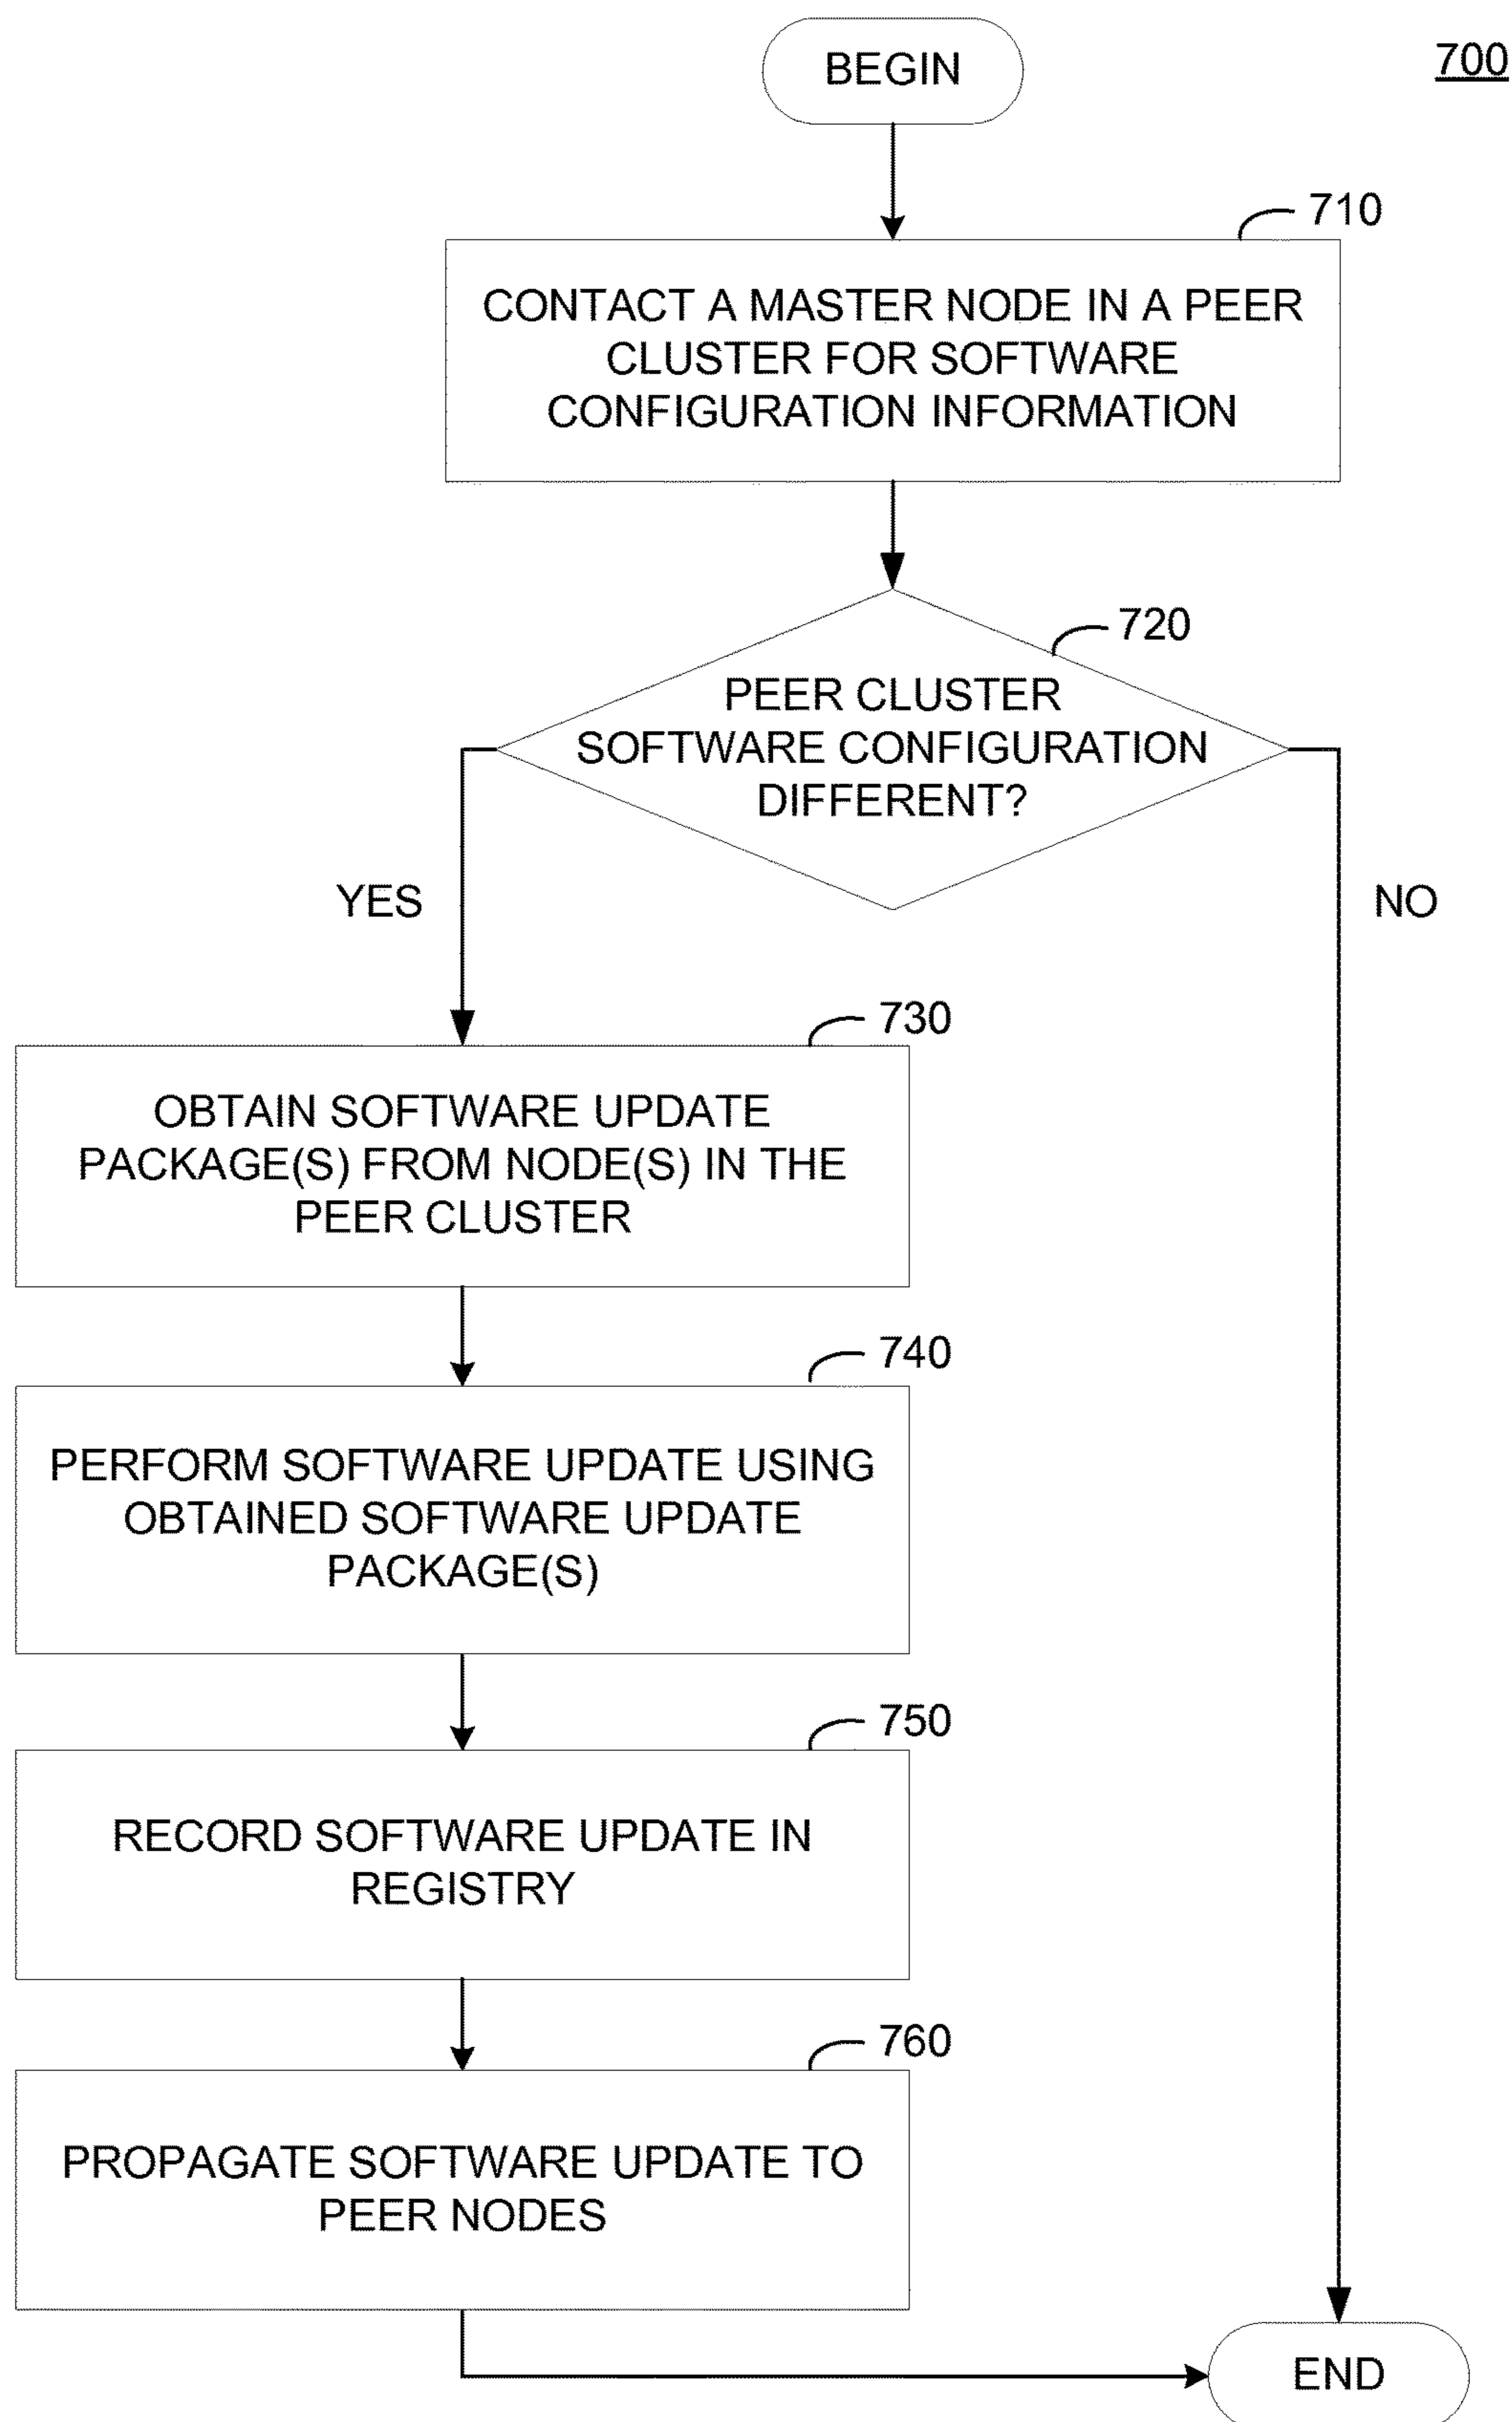 BEGIN
700
710
CONTACT A MASTER NODE IN A PEER
CLUSTER FOR SOFTWARE
CONFIGURATION INFORMATION
720
PEER CLUSTER
SOFTWARE CONFIGURATION
DIFFERENT?
YES
NO
730
OBTAIN SOFTWARE UPDATE
PACKAGE(S) FROM NODE(S) IN THE
PEER CLUSTER
740
PERFORM SOFTWARE UPDATE USING
OBTAINED SOFTWARE UPDATE
PACKAGE(S)
750
RECORD SOFTWARE UPDATE IN
REGISTRY
760
PROPAGATE SOFTWARE UPDATE TO
PEER NODES
END